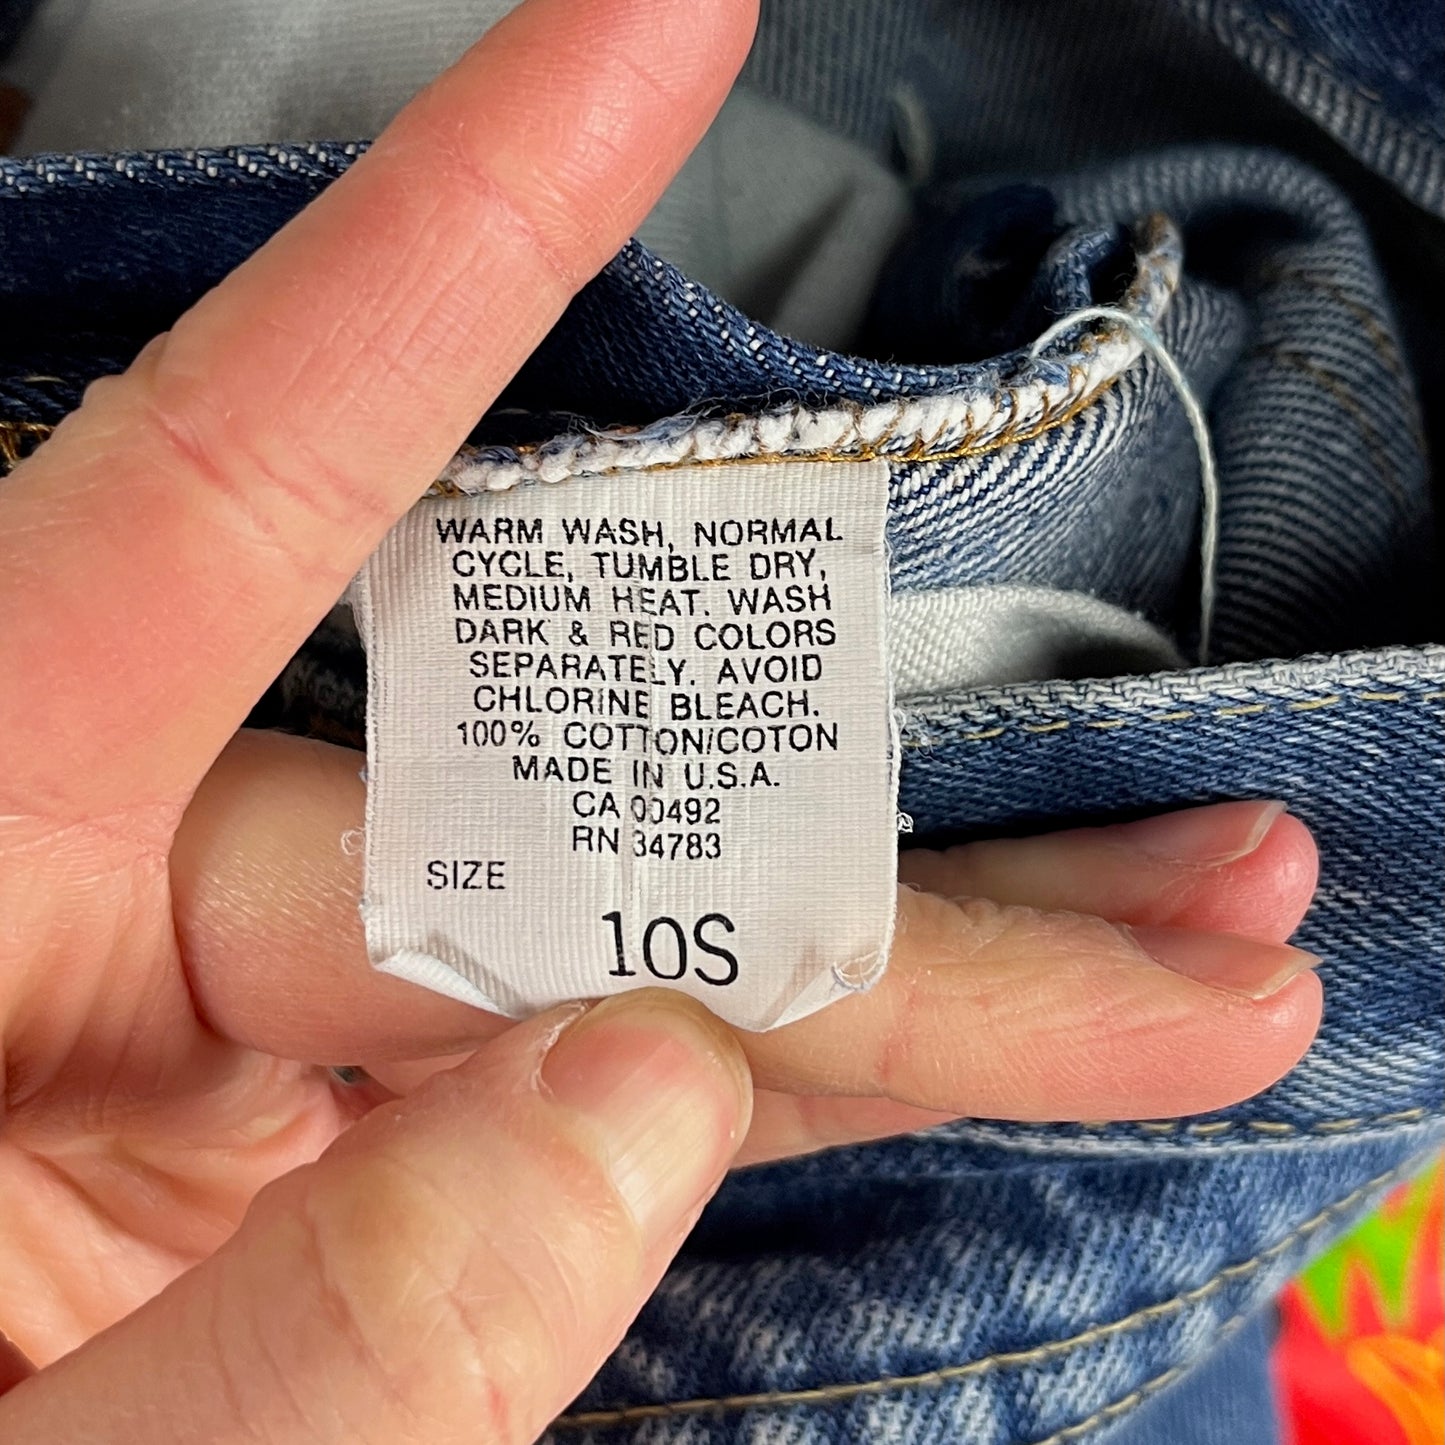 WARM WASH, NORMAL
CYCLE, TUMBLE DRY,
MEDIUM HEAT. WASH
DARK & RED COLORS
SEPARATELY. AVOID
CHLORINE BLEACH.
100% COTTON/COTON
MADE IN U.S.A.
CA 00492
RN 34783
SIZE
10S